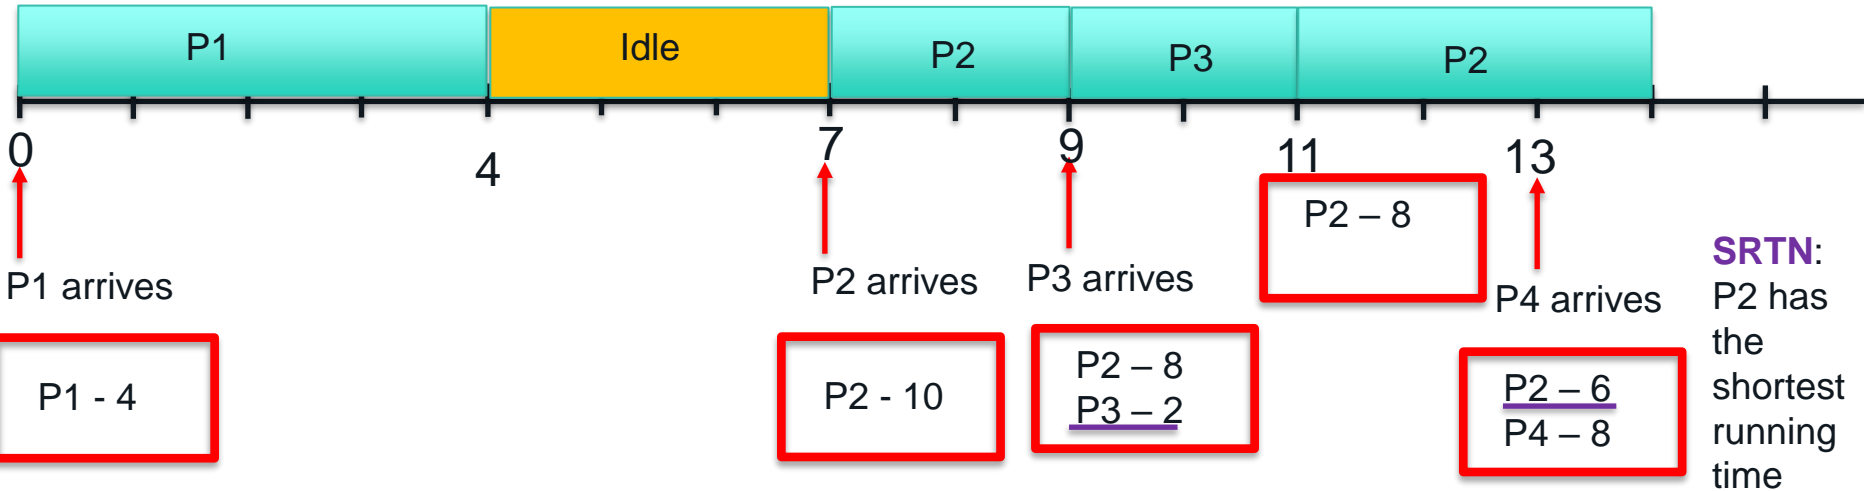 P1
Idle
P2
P3
P2
0
4
7
9
11
13
P1 arrives
P2 arrives
P3 arrives
P4 arrives
P1 - 4
P2 - 10
P2 – 8
P3 – 2
P2 – 8
P2 – 6
P4 – 8
SRTN:
P2 has
the
shortest
running
time